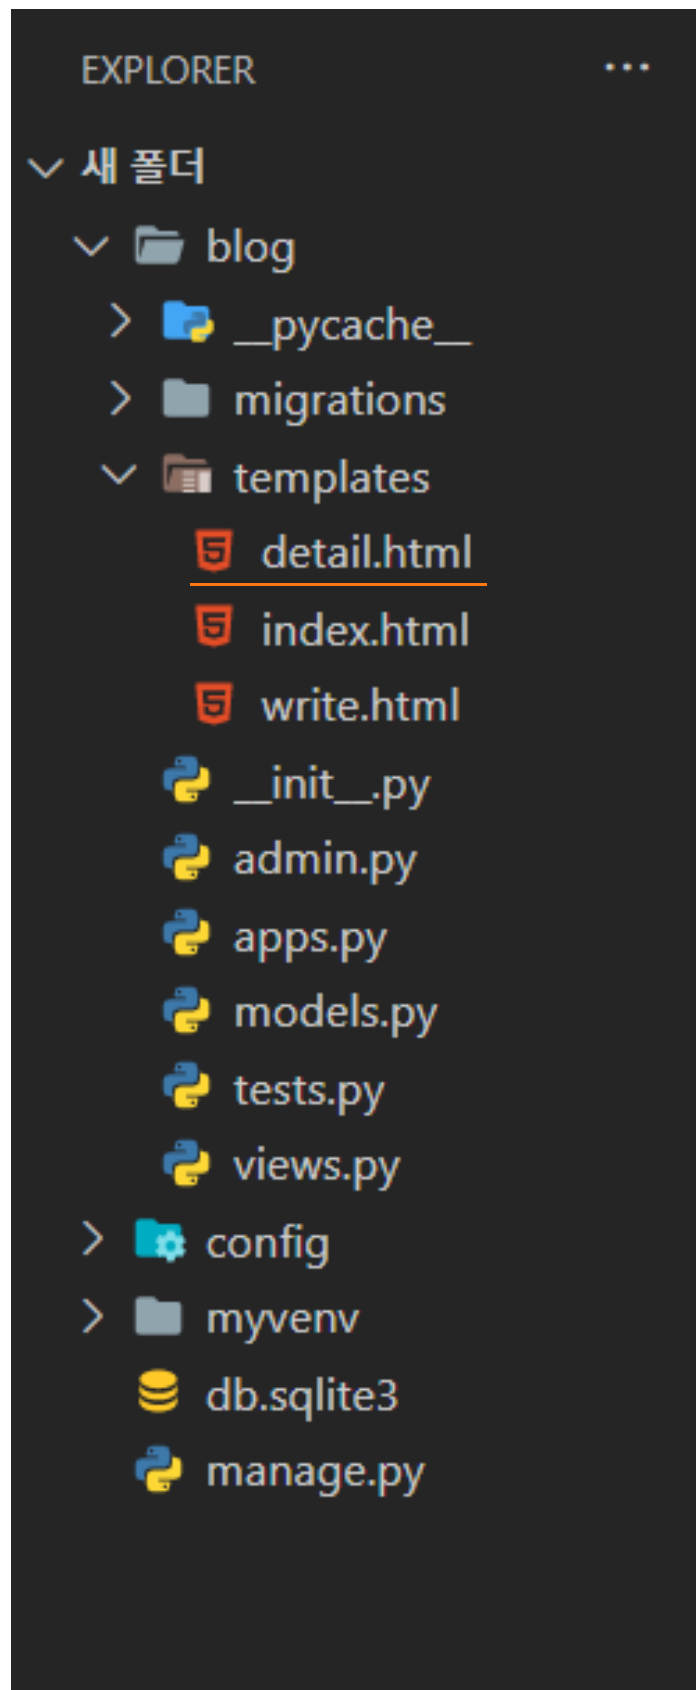 EXPLORER
새 폴더
blog
__pycache__
migrations
templates
detail.html
index.html
write.html
__init__.py
admin.py
apps.py
models.py
tests.py
views.py
config
myvenv
db.sqlite3
manage.py